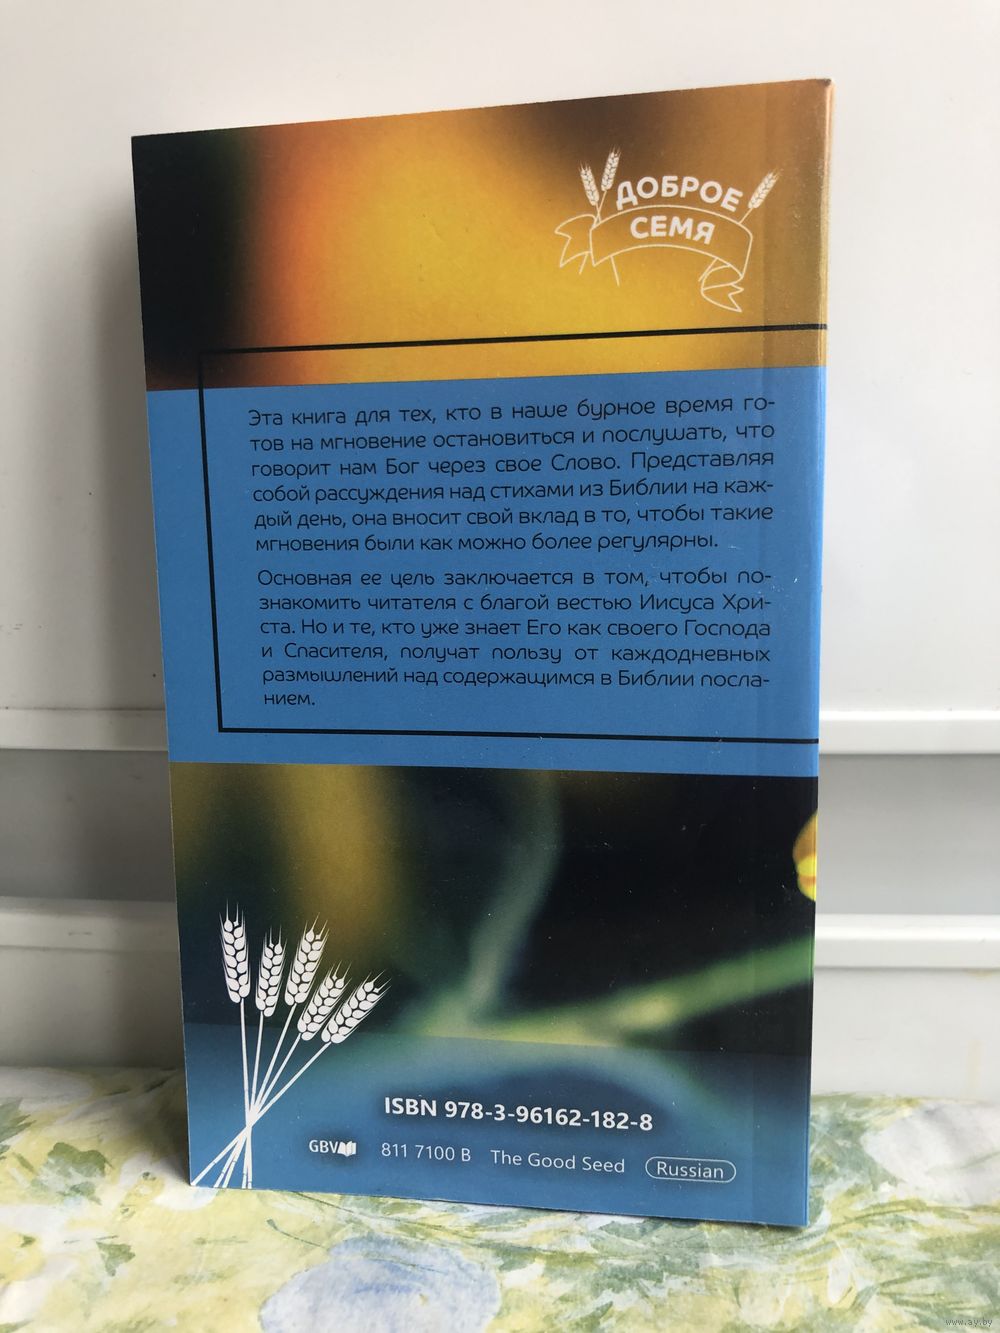 ДОБРОЕ
СЕМЯ
Эта книга для тех, кто в наше бурное время го-
тов на мгновение остановиться и послушать, что
говорит нам Бог через свое Слово. Представляя
собой рассуждения над стихами из Библии на каж-
дый день, она вносит свой вклад в то, чтобы такие
мгновения были как можно более регулярны.
Основная ее цель заключается в том, чтобы по-
знакомить читателя с благой вестью Иисуса Хри-
ста. Но и те, кто уже знает Его как своего Господа
и Спасителя, получат пользу от каждодневных
размышлений над содержащимся в Библии посла-
нием.
ISBN 978-3-96162-182-8
GBV 811 7100 B The Good Seed Russian
www.ay.by